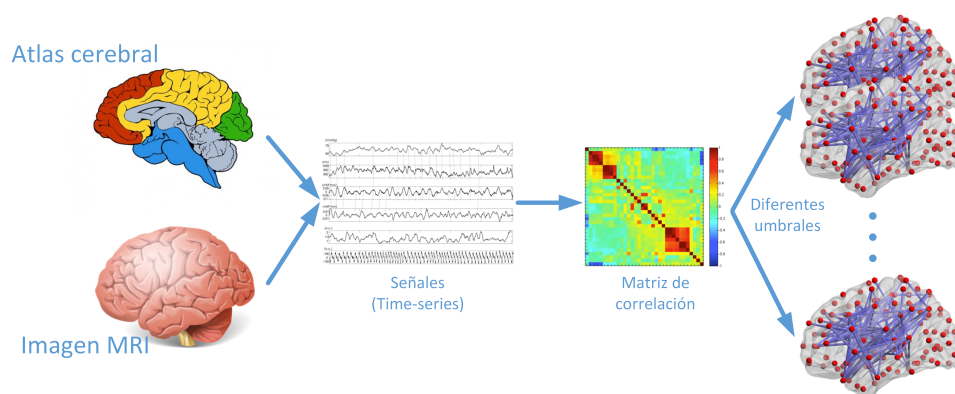 Atlas cerebral
Imagen MRI
Señales
(Time-series)
Matriz de
correlación
Diferentes
umbrales